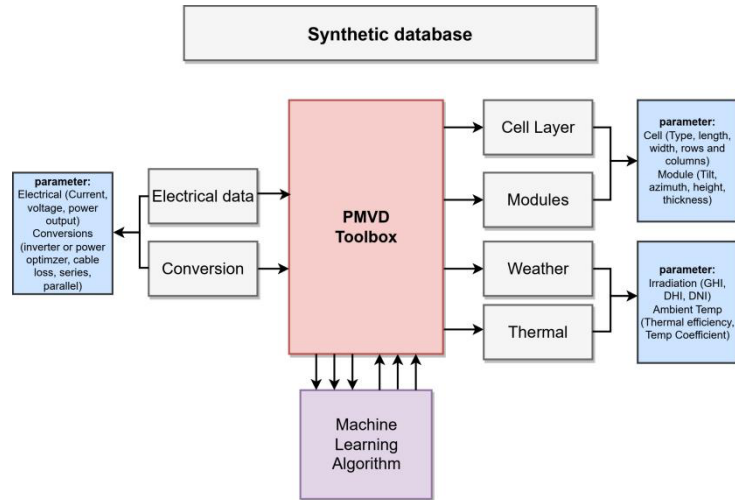 Synthetic database
parameter:
Electrical (Current,
voltage, power
output)
Conversions
(inverter or power
optimzer, cable
loss, series,
parallel)
Electrical data
Conversion
PMVD
Toolbox
Cell Layer
Modules
Weather
Thermal
parameter:
Cell (Type, length,
width, rows and
columns)
Module (Tilt,
azimuth, height,
thickness)
parameter:
Irradiation (GHI,
DHI, DNI)
Ambient Temp
(Thermal efficiency,
Temp Coefficient)
Machine
Learning
Algorithm